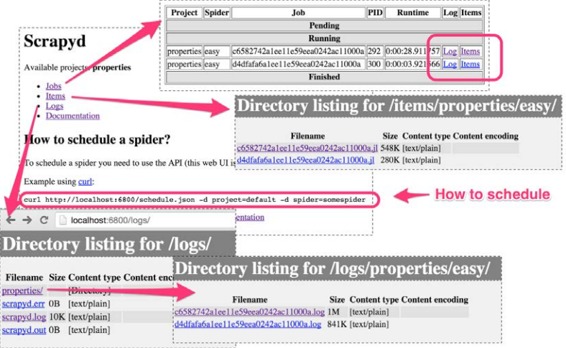 Project Spider Job PID Runtime Log Items
Pending
Running
properties easy c6582742a1ee11e59eea0242ac11000a 292 0:00:28.911757 Log Items
properties easy d4dfafa6a1ee11e59eea0242ac11000a 300 0:00:03.921666 Log Items
Finished
Scrapyd
Available projects: properties
Jobs
Items
Logs
Documentation
Directory listing for /items/properties/easy/
Filename Size Content type Content encoding
c6582742a1ee11e59eea0242ac11000a.jl 548K [text/plain]
d4dfafa6a1ee11e59eea0242ac11000a.jl 280K [text/plain]
How to schedule a spider?
To schedule a spider you need to use the API (this web UI is
Example using curl:
curl http://localhost:6800/schedule.json -d project=default -d spider=somespider
How to schedule
entation
localhost:6800/logs/
Directory listing for /logs/
Filename Size Content type Content enco
properties/ [Directory]
scrapyd.err 0B [text/plain]
scrapyd.log 10K [text/plain]
scrapyd.out 0B [text/plain]
Directory listing for /logs/properties/easy/
Filename Size Content type Content encoding
c6582742a1ee11e59eea0242ac11000a.log 1M [text/plain]
d4dfafa6a1ee11e59eea0242ac11000a.log 841K [text/plain]